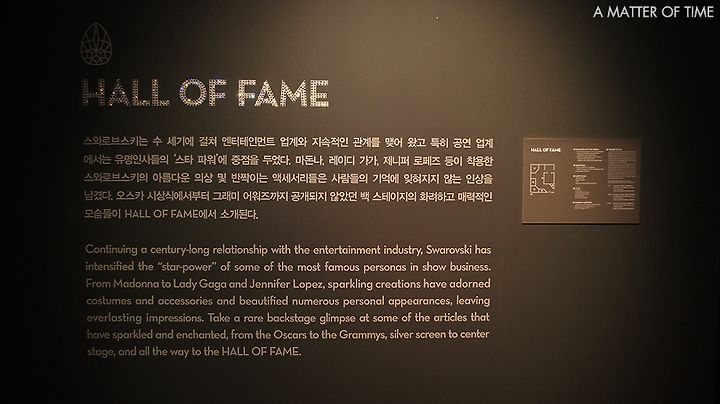 A MATTER OF TIME
HALL OF FAME
스와로브스키는 수 세기에 걸쳐 엔터테인먼트 업계와 지속적인 관계를 맺어 왔고 특히 공연 업계
에서는 유명인사들의 '스타 파워'에 중점을 두었다. 마돈나, 레이디 가가, 제니퍼 로페즈 등이 착용한
스와로브스키의 아름다운 의상 및 반짝이는 액세서리들은 사람들의 기억에 잊혀지지 않는 인상을
남겼다. 오스카 시상식에서부터 그래미 어워즈까지 공개되지 않았던 백 스테이지의 화려하고 매력적인
모습들이 HALL OF FAME에서 소개된다.
Continuing a century-long relationship with the entertainment industry, Swarovski has
intensified the "star-power" of some of the most famous personas in show business.
From Madonna to Lady Gaga and Jennifer Lopez, sparkling creations have adorned
costumes and accessories and beautified numerous personal appearances, leaving
everlasting impressions. Take a rare backstage glimpse at some of the articles that
have sparkled and enchanted, from the Oscars to the Grammys, silver screen to center
stage, and all the way to the HALL OF FAME.
HALL OF FAME